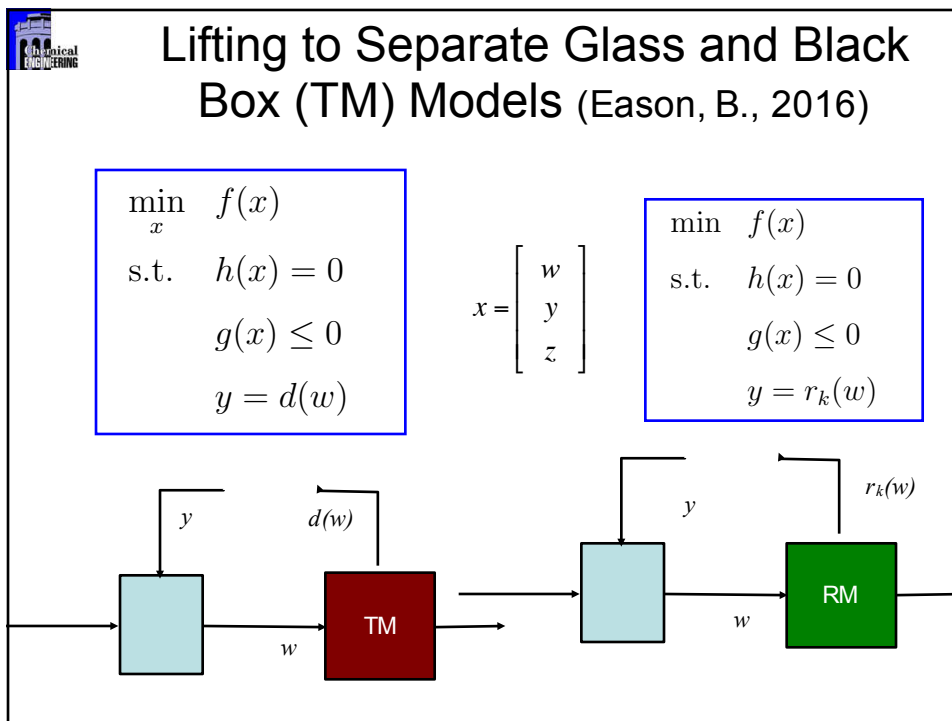 Chemical
ENGINEERING
Lifting to Separate Glass and Black
Box (TM) Models (Eason, B., 2016)
min f(x)
x
s.t. h(x) = 0
g(x) ≤ 0
y = d(w)
x = [ w
y
z ]
min f(x)
s.t. h(x) = 0
g(x) ≤ 0
y = r_k(w)
y
d(w)
TM
w
y
r_k(w)
RM
w